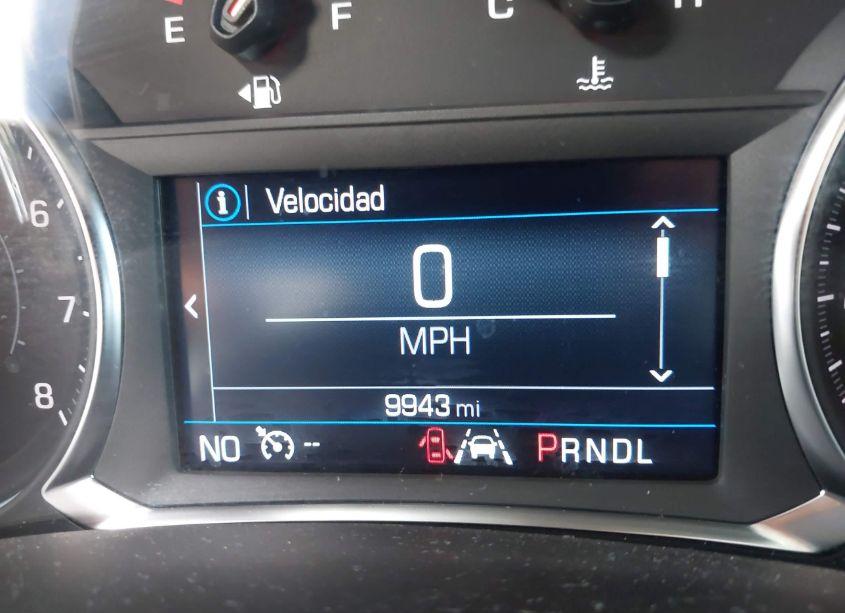 E F C H
6
7
8
i Velocidad
0
MPH
9943 mi
NO -- PRNDL